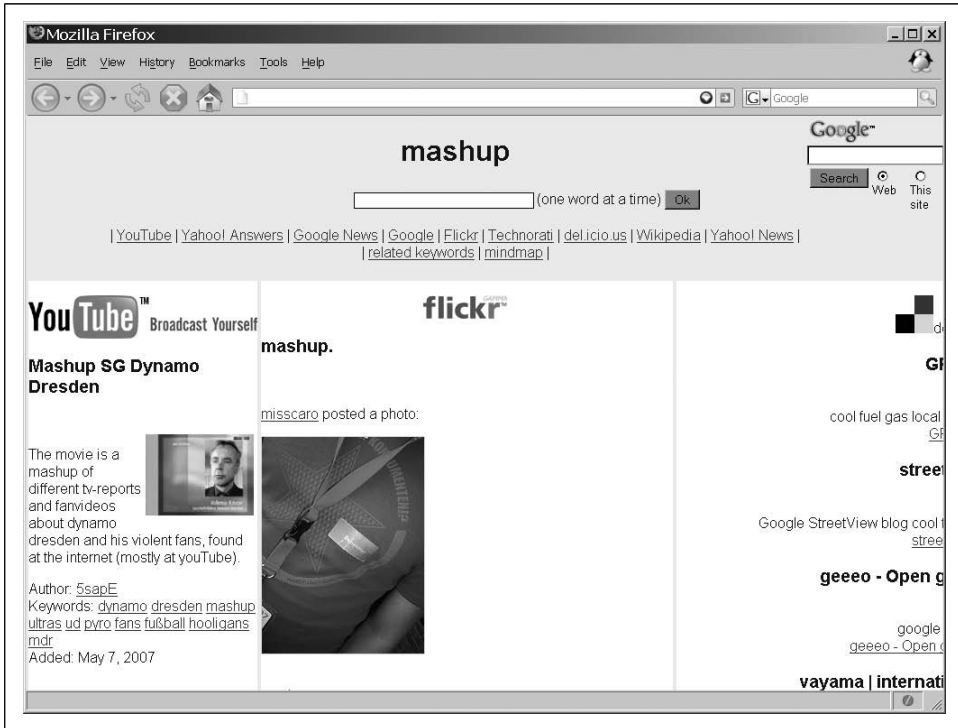 Mozilla Firefox
File Edit View History Bookmarks Tools Help
G Google
mashup
(one word at a time) Ok
Google™
Search Web This
site
| YouTube | Yahoo! Answers | Google News | Google | Flickr | Technorati | del.icio.us | Wikipedia | Yahoo! News |
| related keywords | mindmap |
YouTube™ Broadcast Yourself
Mashup SG Dynamo
Dresden
The movie is a
mashup of
different tv-reports
and fanvideos
about dynamo
dresden and his violent fans, found
at the internet (mostly at youTube).
Author: 5sapE
Keywords: dynamo dresden mashup
ultras ud pyro fans fußball hooligans
mdr
Added: May 7, 2007
flickr™
mashup.
misscaro posted a photo:
cool fuel gas local
street
Google StreetView blog cool
stree
geeeo - Open g
google
geeeo - Open
vayama | internati